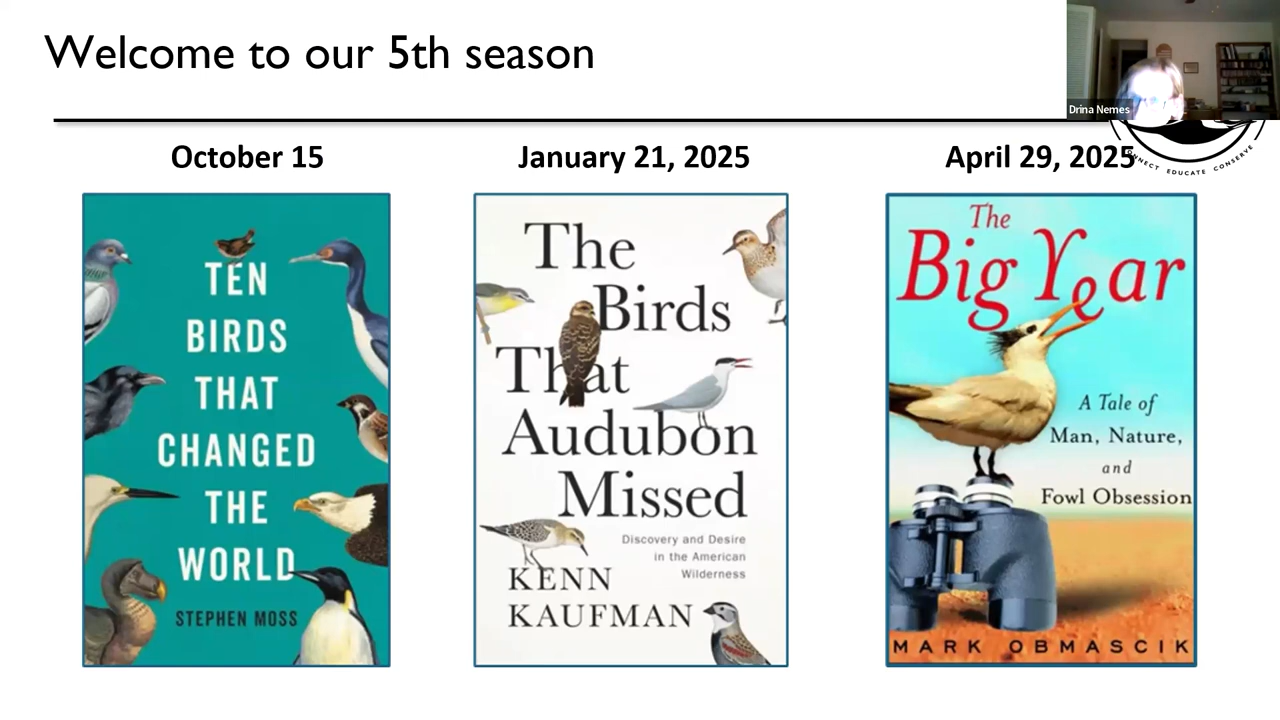 Welcome to our 5th season
Drina Nemes
October 15
January 21, 2025
April 29, 2025
EDUCATE CONSERVE
TEN
BIRDS
THAT
CHANGED
THE
WORLD
STEPHEN MOSS
The
Birds
That
Audubon
Missed
Discovery and Desire
in the American
Wilderness
KENN
KAUFMAN
The
Big Year
A Tale of
Man, Nature,
and
Fowl Obsession
MARK OBMASCIK